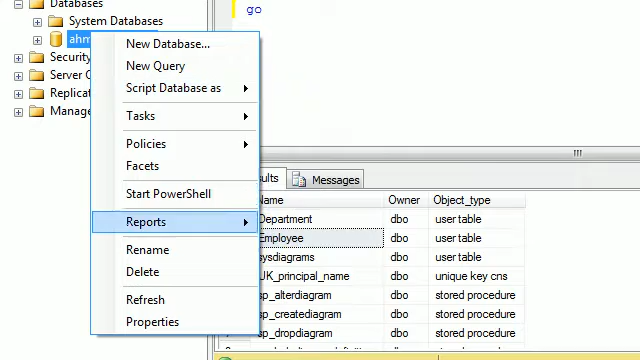 Databases
System Databases
ahm
Security
Server O
Replicat
Manage
New Database...
New Query
Script Database as
Tasks
Policies
Facets
Start PowerShell
Reports
Rename
Delete
Refresh
Properties
go
sults
Messages
Name Owner Object_type
Department dbo user table
Employee dbo user table
sysdiagrams dbo user table
UK_principal_name dbo unique key cns
sp_alterdiagram dbo stored procedure
sp_creatediagram dbo stored procedure
sp_dropdiagram dbo stored procedure